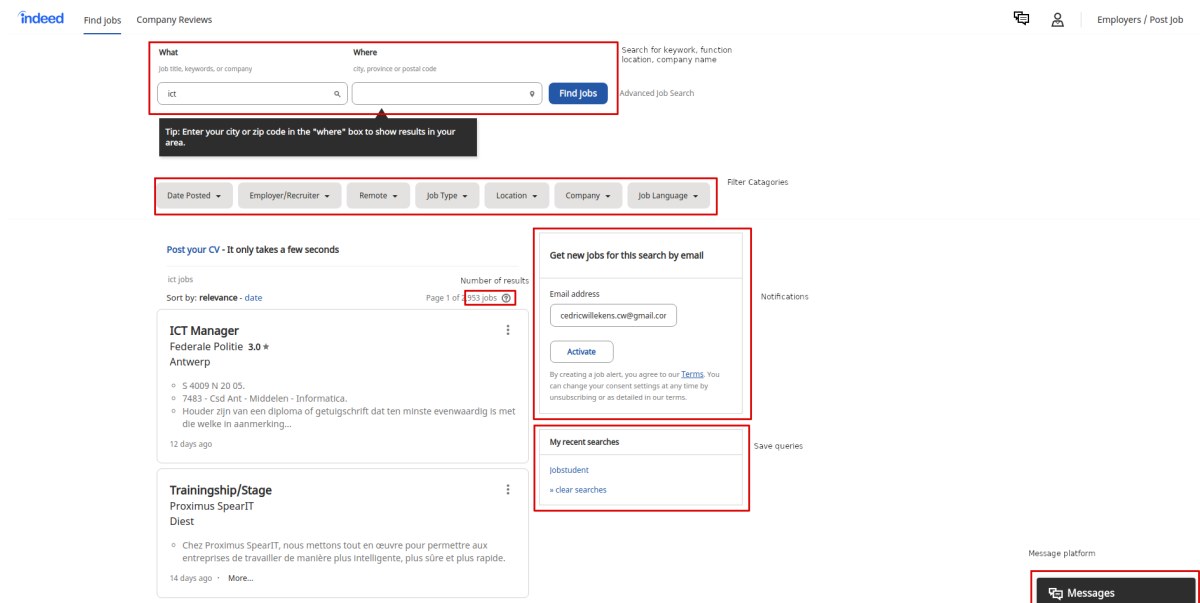 indeed
Find jobs
Company Reviews
Employers / Post Job
What
Where
Job title, keywords, or company
city, province or postal code
ict
Find jobs
Search for keyword, function
location, company name
Advanced Job Search
Tip: Enter your city or zip code in the "where" box to show results in your
area.
Date Posted
Employer/Recruiter
Remote
Job Type
Location
Company
Job Language
Filter Catagories
Post your CV - It only takes a few seconds
ict jobs
Number of results
Sort by: relevance - date
Page 1 of 2,953 jobs
ICT Manager
Federale Politie 3.0 ★
Antwerp
S 4009 N 20 05.
7483 - Csd Ant - Middelen - Informatica.
Houder zijn van een diploma of getuigschrift dat ten minste evenwaardig is met
die welke in aanmerking...
12 days ago
Trainingship/Stage
Proximus SpearIT
Diest
Chez Proximus SpearIT, nous mettons tout en œuvre pour permettre aux
entreprises de travailler de manière plus intelligente, plus sûre et plus rapide.
14 days ago · More...
Get new jobs for this search by email
Email address
cedricwillekens.cw@gmail.cor
Activate
By creating a job alert, you agree to our Terms. You
can change your consent settings at any time by
unsubscribing or as detailed in our terms.
Notifications
My recent searches
Jobstudent
» clear searches
Save queries
Message platform
Messages